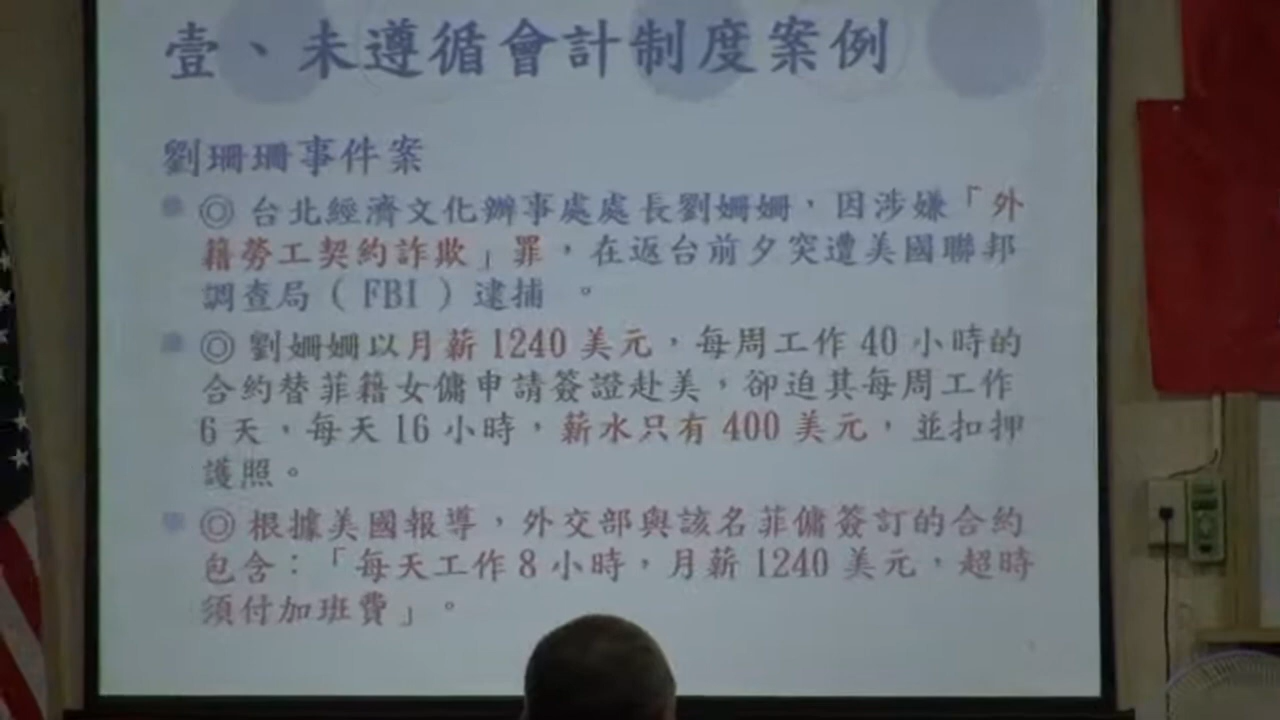 壹、未遵循會計制度案例
劉珊珊事件案
◎台北經濟文化辦事處處長劉姍姍，因涉嫌「外
籍勞工契約詐欺」罪，在返台前夕突遭美國聯邦
調查局（FBI）逮捕 。
◎劉姍姍以月薪1240美元，每周工作40小時的
合約替菲籍女傭申請簽證赴美，卻迫其每周工作
6天，每天16小時，薪水只有400美元，並扣押
護照。
◎根據美國報導，外交部與該名菲傭簽訂的合約
包含：「每天工作8小時，月薪1240美元，超時
須付加班費」。